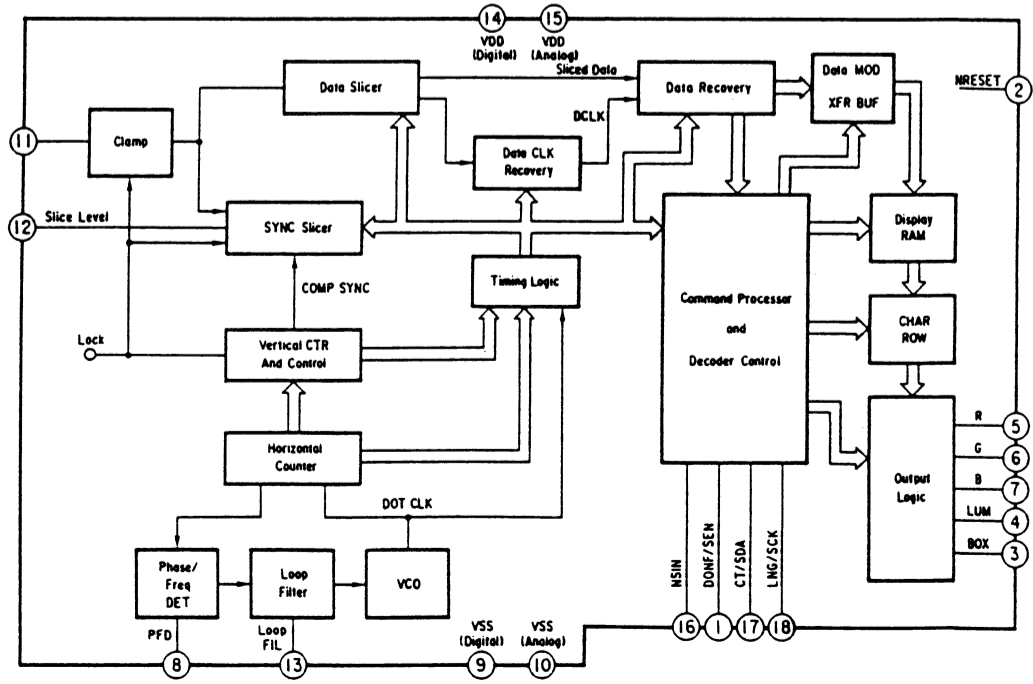 14
15
VDD
(Digital)
VDD
(Analog)
Sliced Data
Data Slicer
Data Recovery
Data MOD
XFR BUF
NRESET
2
DCLK
11
Clamp
Data CLK
Recovery
12
Slice Level
SYNC Slicer
Display
RAM
Timing Logic
COMP SYNC
Command Processor
and
Decoder Control
CHAR
ROW
Lock
Vertical CTR
And Control
Horizontal
Counter
DOT CLK
Output
Logic
R
5
G
6
B
7
LUM
4
BOX
3
Phase/
Freq
DET
Loop
Filter
VCO
NSIN
DONF/SEN
CT/SDA
LNG/SCK
PFD
Loop
FIL
VSS
(Digital)
VSS
(Analog)
8
13
9
10
16
1
17
18